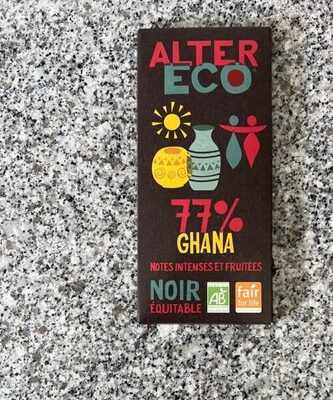 ALTER
ECO
77%
GHANA
NOTES INTENSES ET FRUITÉES
NOIR
ÉQUITABLE
AB
fair
for life